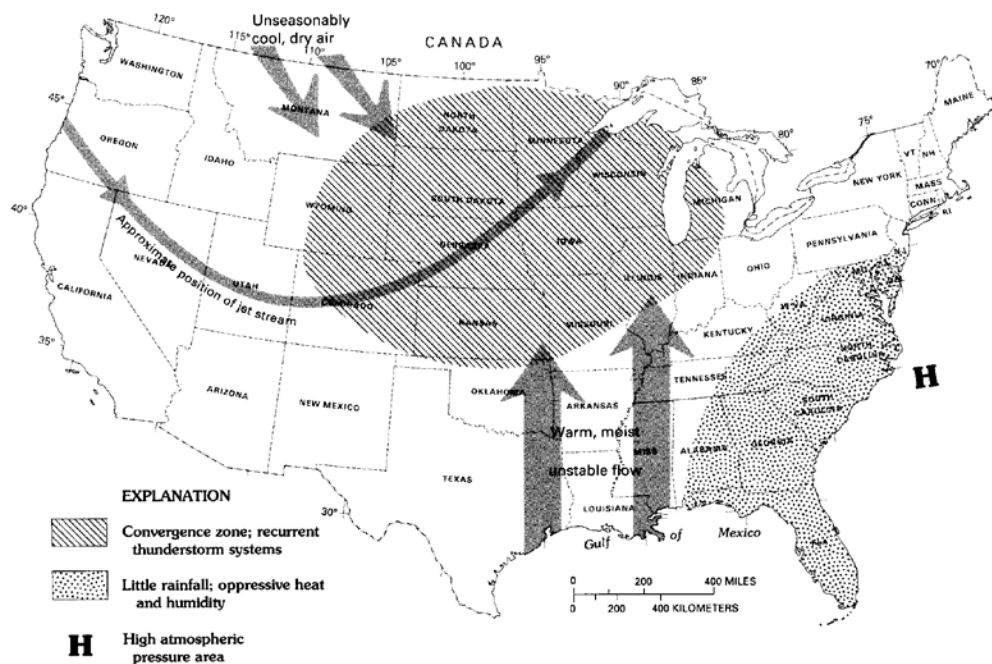 Unseasonably
cool, dry air
CANADA
120°
115°
110°
105°
100°
95°
90°
85°
80°
75°
70°
45°
40°
35°
30°
WASHINGTON
MONTANA
NORTH
DAKOTA
MINNESOTA
MAINE
OREGON
IDAHO
WYOMING
SOUTH DAKOTA
WISCONSIN
MICHIGAN
VT
NH
NEW YORK
MASS
CONN
R.I.
NEVADA
UTAH
COLORADO
NEBRASKA
IOWA
ILLINOIS
INDIANA
OHIO
PENNSYLVANIA
N.J.
MD
DEL
CALIFORNIA
Approximate position of jet stream
KANSAS
MISSOURI
KENTUCKY
W.VA
VIRGINIA
ARIZONA
NEW MEXICO
OKLAHOMA
ARKANSAS
TENNESSEE
NORTH
CAROLINA
SOUTH
CAROLINA
H
TEXAS
Warm, moist
unstable flow
MISS
ALABAMA
GEORGIA
LOUISIANA
FLA
Gulf of Mexico
EXPLANATION
Convergence zone; recurrent
thunderstorm systems
Little rainfall; oppressive heat
and humidity
H
High atmospheric
pressure area
0 200 400 MILES
0 200 400 KILOMETERS